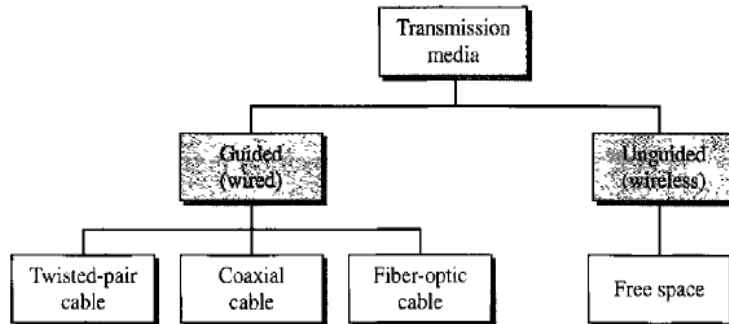 Transmission
media
Guided
(wired)
Unguided
(wireless)
Twisted-pair
cable
Coaxial
cable
Fiber-optic
cable
Free space